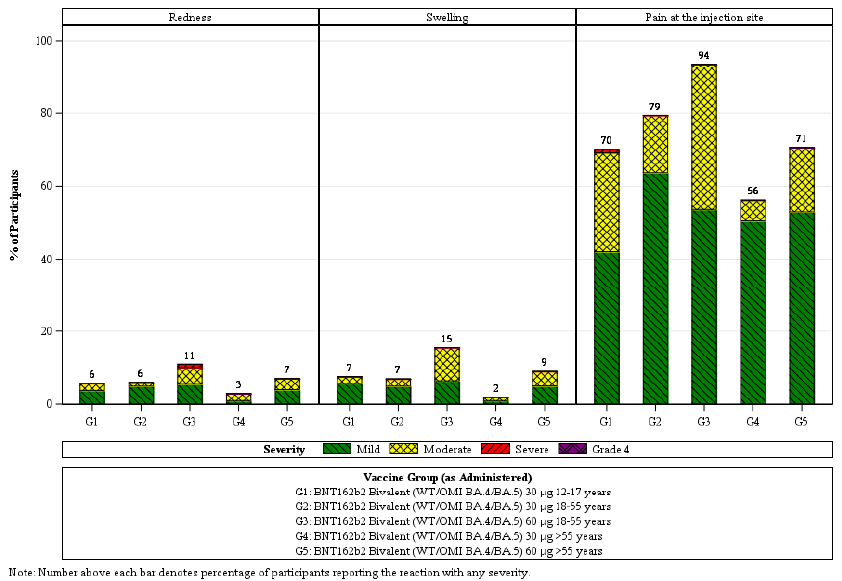 Redness Swelling Pain at the injection site
% of Participants
100
80
60
40
20
0
6 6 11 3 7
7 7 15 2 9
70 79 94 56 71
G1 G2 G3 G4 G5 G1 G2 G3 G4 G5 G1 G2 G3 G4 G5
Severity Mild Moderate Severe Grade 4
Vaccine Group (as Administered)
G1: BNT162b2 Bivalent (WT/OMI BA.4/BA.5) 30 µg 12-17 years
G2: BNT162b2 Bivalent (WT/OMI BA.4/BA.5) 30 µg 18-55 years
G3: BNT162b2 Bivalent (WT/OMI BA.4/BA.5) 60 µg 18-55 years
G4: BNT162b2 Bivalent (WT/OMI BA.4/BA.5) 30 µg >55 years
G5: BNT162b2 Bivalent (WT/OMI BA.4/BA.5) 60 µg >55 years
Note: Number above each bar denotes percentage of participants reporting the reaction with any severity.